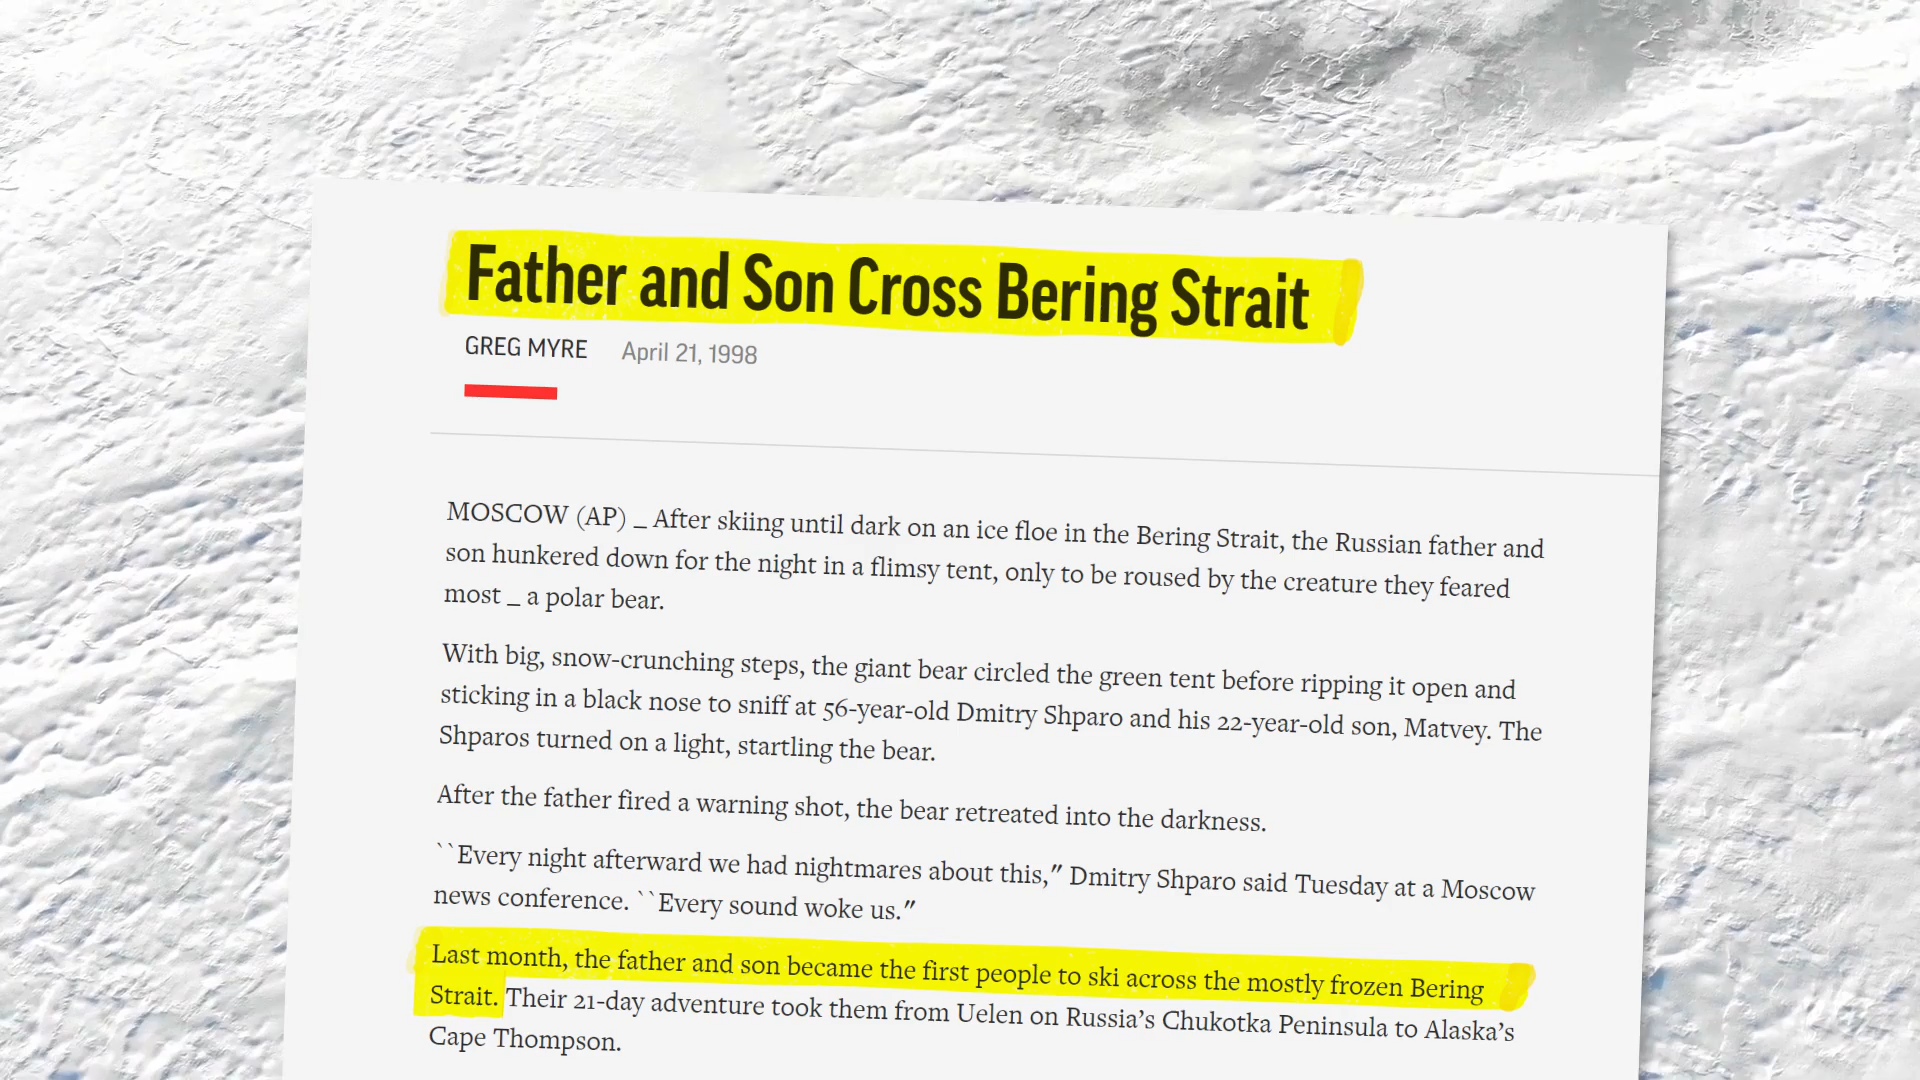 Father and Son Cross Bering Strait
GREG MYRE April 21, 1998
MOSCOW (AP) _ After skiing until dark on an ice floe in the Bering Strait, the Russian father and
son hunkered down for the night in a flimsy tent, only to be roused by the creature they feared
most _ a polar bear.
With big, snow-crunching steps, the giant bear circled the green tent before ripping it open and
sticking in a black nose to sniff at 56-year-old Dmitry Shparo and his 22-year-old son, Matvey. The
Shparos turned on a light, startling the bear.
After the father fired a warning shot, the bear retreated into the darkness.
``Every night afterward we had nightmares about this,″ Dmitry Shparo said Tuesday at a Moscow
news conference. ``Every sound woke us.″
Last month, the father and son became the first people to ski across the mostly frozen Bering
Strait. Their 21-day adventure took them from Uelen on Russia’s Chukotka Peninsula to Alaska’s
Cape Thompson.